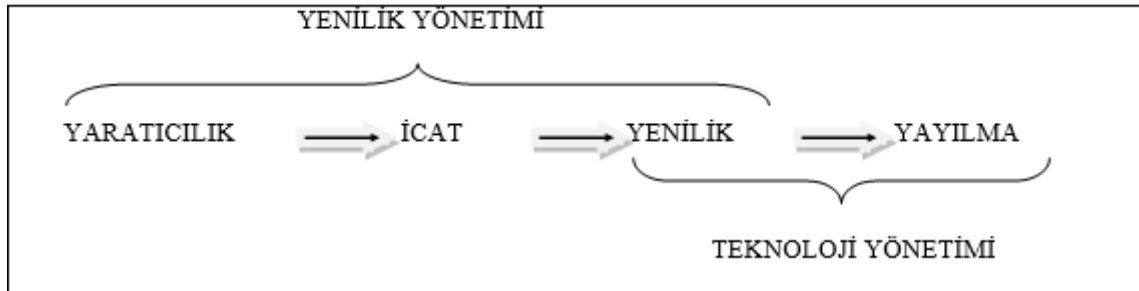 YENİLİK YÖNETİMİ
YARATICILIK İCAT YENİLİK YAYILMA
TEKNOLOJİ YÖNETİMİ